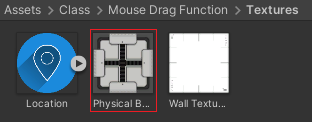 Assets > Class > Mouse Drag Function > Textures
Location
Physical B...
Wall Textu...